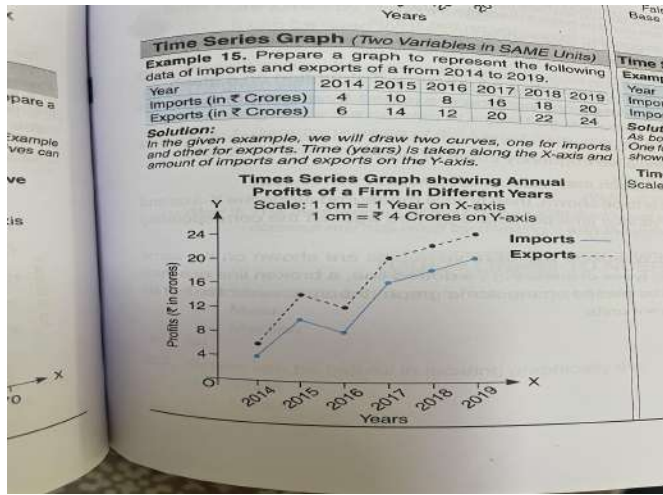 Years
Base
Time Series Graph (Two Variables in SAME Units)
Example 15. Prepare a graph to represent the following
data of imports and exports of a from 2014 to 2019.
Year 2014 2015 2016 2017 2018 2019
Imports (in ₹ Crores) 4 10 8 16 18 20
Exports (in ₹ Crores) 6 14 12 20 22 24
Solution:
In the given example, we will draw two curves, one for imports
and other for exports. Time (years) is taken along the X-axis and
amount of imports and exports on the Y-axis.
Times Series Graph showing Annual
Profits of a Firm in Different Years
Scale: 1 cm = 1 Year on X-axis
1 cm = ₹ 4 Crores on Y-axis
Y
24
20
16
12
8
4
O
Profits (₹ in crores)
Imports
Exports
X
2014 2015 2016 2017 2018 2019
Years
pare a
Example
ves can
ve
is
X
Time
Exam
Year
Impo
Impo
Solut
As bo
One f
show
Tim
Scale